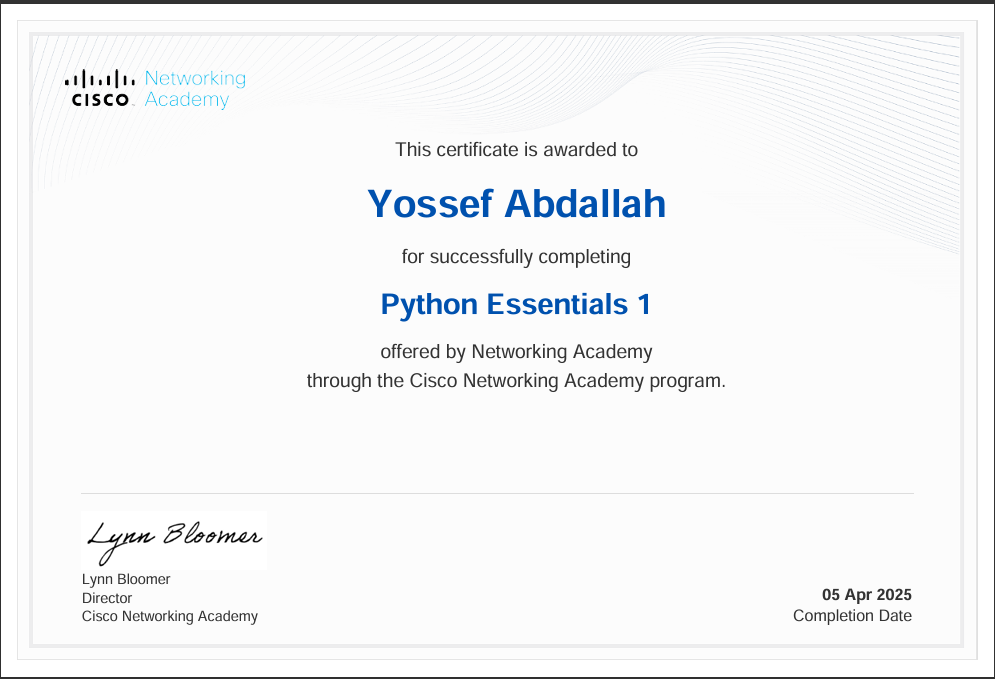 CISCO
Networking
Academy
This certificate is awarded to
Yossef Abdallah
for successfully completing
Python Essentials 1
offered by Networking Academy
through the Cisco Networking Academy program.
Lynn Bloomer
Lynn Bloomer
Director
Cisco Networking Academy
05 Apr 2025
Completion Date